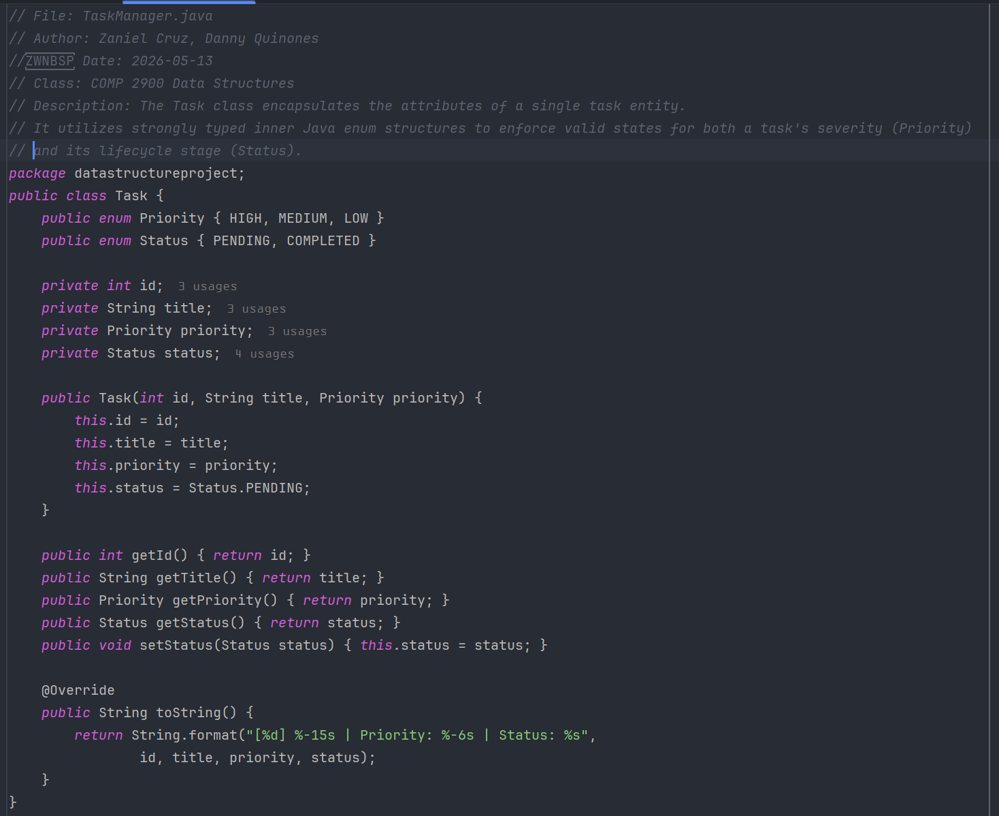 // File: TaskManager.java
// Author: Zaniel Cruz, Danny Quinones
//ZWNBSP Date: 2026-05-13
// Class: COMP 2900 Data Structures
// Description: The Task class encapsulates the attributes of a single task entity.
// It utilizes strongly typed inner Java enum structures to enforce valid states for both a task's severity (Priority)
// and its lifecycle stage (Status).
package datastructureproject;
public class Task {
    public enum Priority { HIGH, MEDIUM, LOW }
    public enum Status { PENDING, COMPLETED }

    private int id;  3 usages
    private String title;  3 usages
    private Priority priority;  3 usages
    private Status status;  4 usages

    public Task(int id, String title, Priority priority) {
        this.id = id;
        this.title = title;
        this.priority = priority;
        this.status = Status.PENDING;
    }

    public int getId() { return id; }
    public String getTitle() { return title; }
    public Priority getPriority() { return priority; }
    public Status getStatus() { return status; }
    public void setStatus(Status status) { this.status = status; }

    @Override
    public String toString() {
        return String.format("[%d] %-15s | Priority: %-6s | Status: %s",
                id, title, priority, status);
    }
}